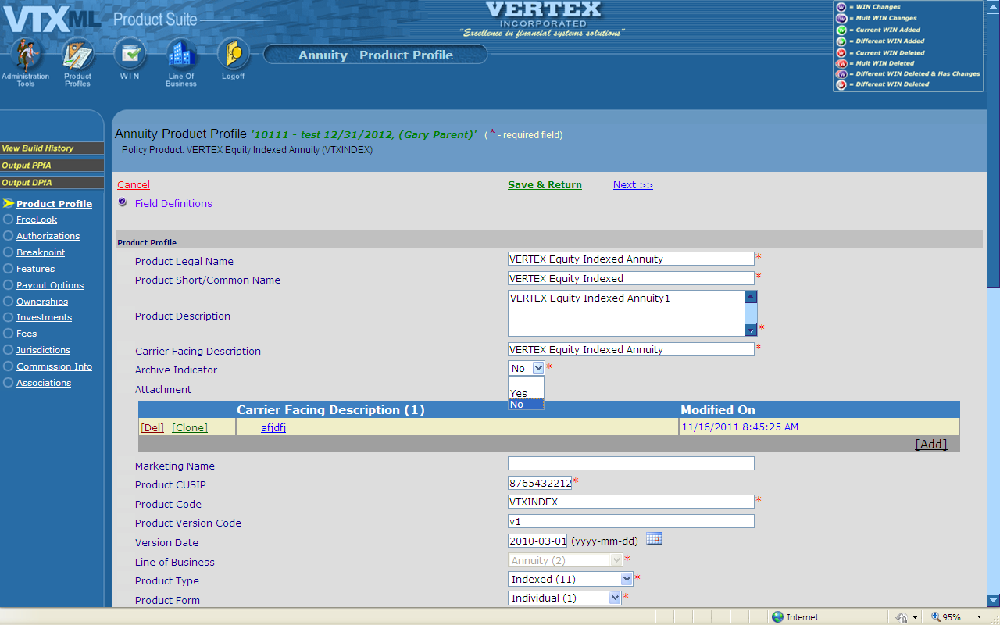 VTXML Product Suite
VERTEX
INCORPORATED
"Excellence in financial systems solutions"
Administration Tools
Product Profiles
WIN
Line Of Business
Logoff
Annuity Product Profile
W = WIN Changes
W = Mult WIN Changes
W = Current WIN Added
W = Different WIN Added
W = Current WIN Deleted
W = Mult WIN Deleted
W = Different WIN Deleted & Has Changes
W = Different WIN Deleted
View Build History
Output PPfA
Output DPfA
Product Profile
FreeLook
Authorizations
Breakpoint
Features
Payout Options
Ownerships
Investments
Fees
Jurisdictions
Commission Info
Associations
Annuity Product Profile '10111 - test 12/31/2012, (Gary Parent)' ( * - required field)
Policy Product: VERTEX Equity Indexed Annuity (VTXINDEX)
Cancel Save & Return Next >>
? Field Definitions
Product Profile
Product Legal Name VERTEX Equity Indexed Annuity *
Product Short/Common Name VERTEX Equity Indexed *
Product Description VERTEX Equity Indexed Annuity1 *
Carrier Facing Description VERTEX Equity Indexed Annuity *
Archive Indicator No *
Yes
No
Attachment
Carrier Facing Description (1) Modified On
[Del] [Clone] afjdfj 11/16/2011 8:45:25 AM
[Add]
Marketing Name
Product CUSIP 8765432212 *
Product Code VTXINDEX *
Product Version Code v1
Version Date 2010-03-01 (yyyy-mm-dd)
Line of Business Annuity (2) *
Product Type Indexed (11) *
Product Form Individual (1) *
Internet 95%